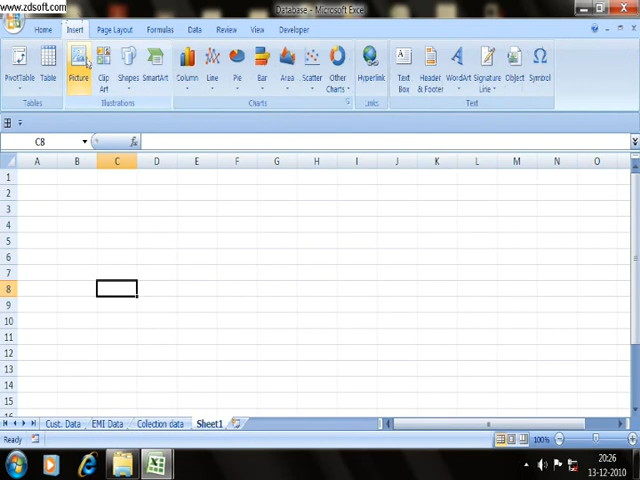 www.zdsoft.com
Database - Microsoft Excel
Home Insert Page Layout Formulas Data Review View Developer
PivotTable Table Picture Clip Art Shapes SmartArt Column Line Pie Bar Area Scatter Other Charts Hyperlink Text Box Header & Footer WordArt Signature Line Object Symbol
Tables Illustrations Charts Links Text
C8 fx
A B C D E F G H I J K L M N O
1
2
3
4
5
6
7
8
9
10
11
12
13
14
15
Cust. Data EMI Data Colection data Sheet1
Ready 100%
20:26
13-12-2010